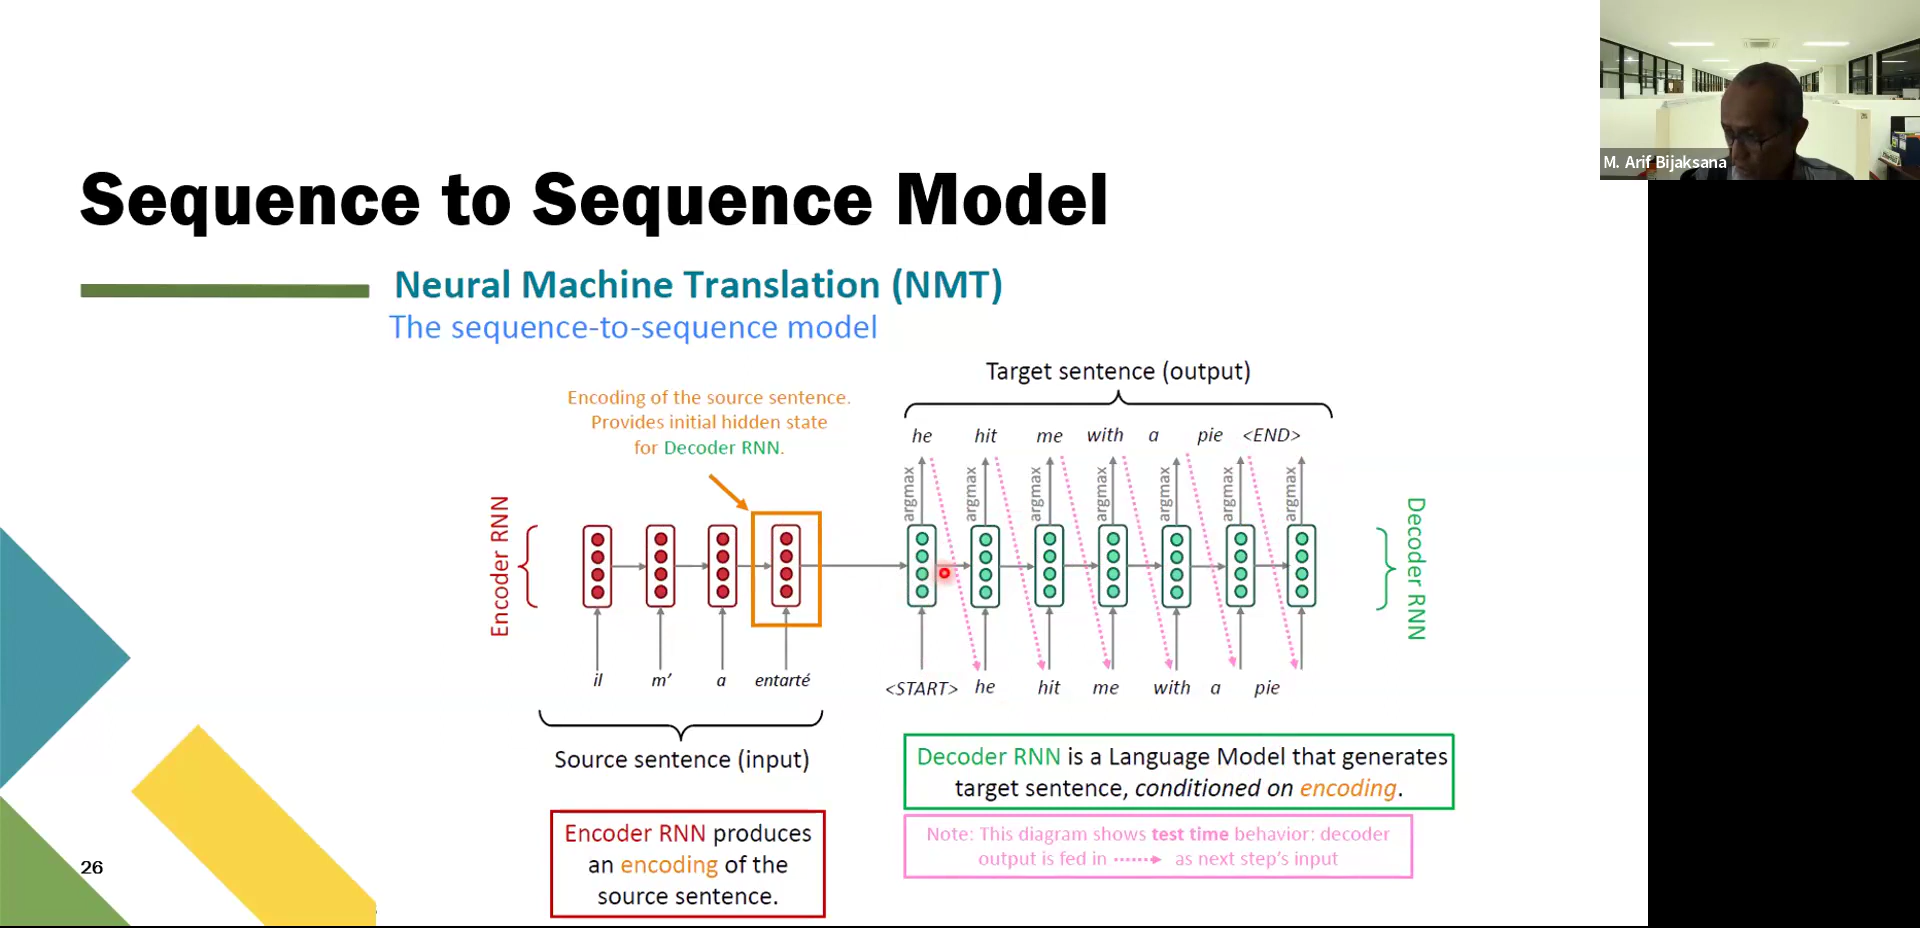 M. Arif Bijaksana
Sequence to Sequence Model
Neural Machine Translation (NMT)
The sequence-to-sequence model
Target sentence (output)
Encoding of the source sentence.
Provides initial hidden state
for Decoder RNN.
he hit me with a pie <END>
argmax argmax argmax argmax argmax argmax argmax
Encoder RNN
Decoder RNN
il m' a entarté
<START> he hit me with a pie
Source sentence (input)
Decoder RNN is a Language Model that generates
target sentence, conditioned on encoding.
Encoder RNN produces
an encoding of the
source sentence.
Note: This diagram shows test time behavior: decoder
output is fed in as next step's input
26